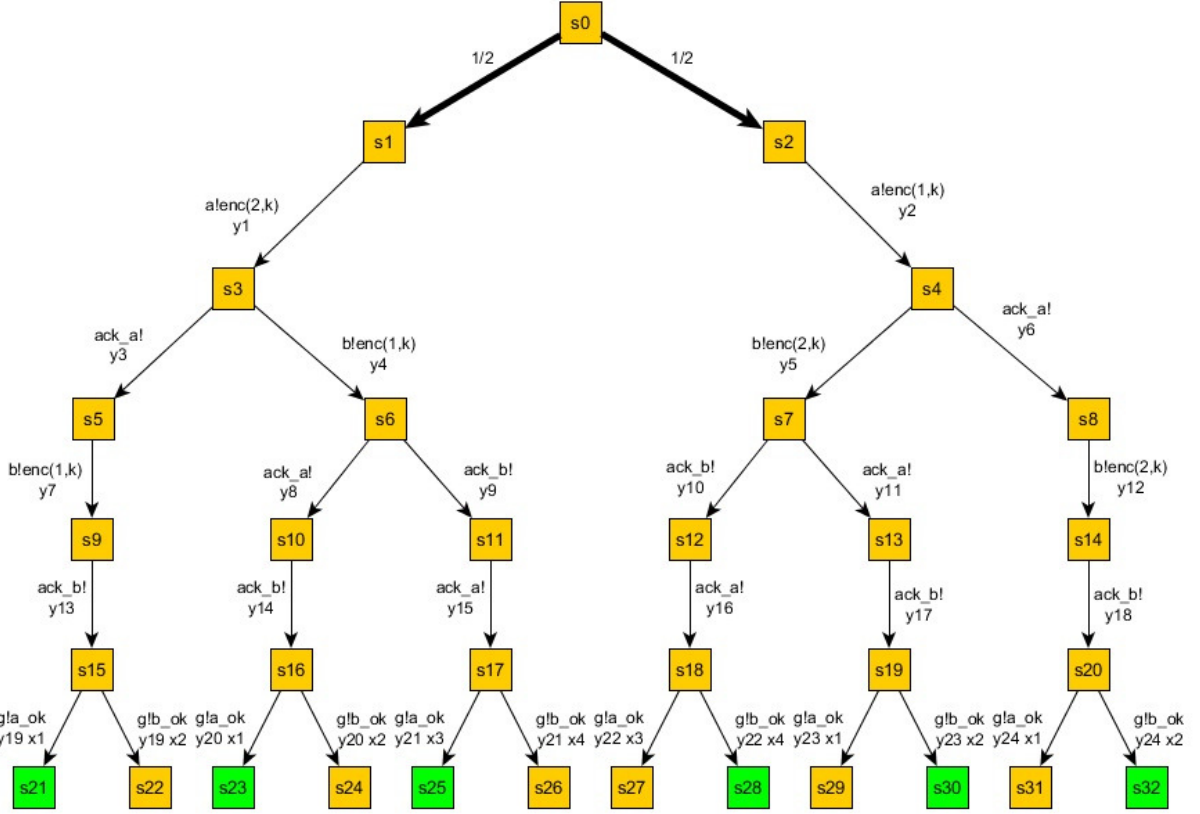 s0
1/2
1/2
s1
s2
a!enc(2,k)
y1
a!enc(1,k)
y2
s3
s4
ack_a!
y3
b!enc(1,k)
y4
b!enc(2,k)
y5
ack_a!
y6
s5
s6
s7
s8
b!enc(1,k)
y7
ack_a!
y8
ack_b!
y9
ack_b!
y10
ack_a!
y11
b!enc(2,k)
y12
s9
s10
s11
s12
s13
s14
ack_b!
y13
ack_b!
y14
ack_a!
y15
ack_a!
y16
ack_b!
y17
ack_b!
y18
s15
s16
s17
s18
s19
s20
g!a_ok
y19 x1
g!b_ok
y19 x2
g!a_ok
y20 x1
g!b_ok
y20 x2
g!a_ok
y21 x3
g!b_ok
y21 x4
g!a_ok
y22 x3
g!b_ok
y22 x4
g!a_ok
y23 x1
g!b_ok
y23 x2
g!a_ok
y24 x1
g!b_ok
y24 x2
s21
s22
s23
s24
s25
s26
s27
s28
s29
s30
s31
s32